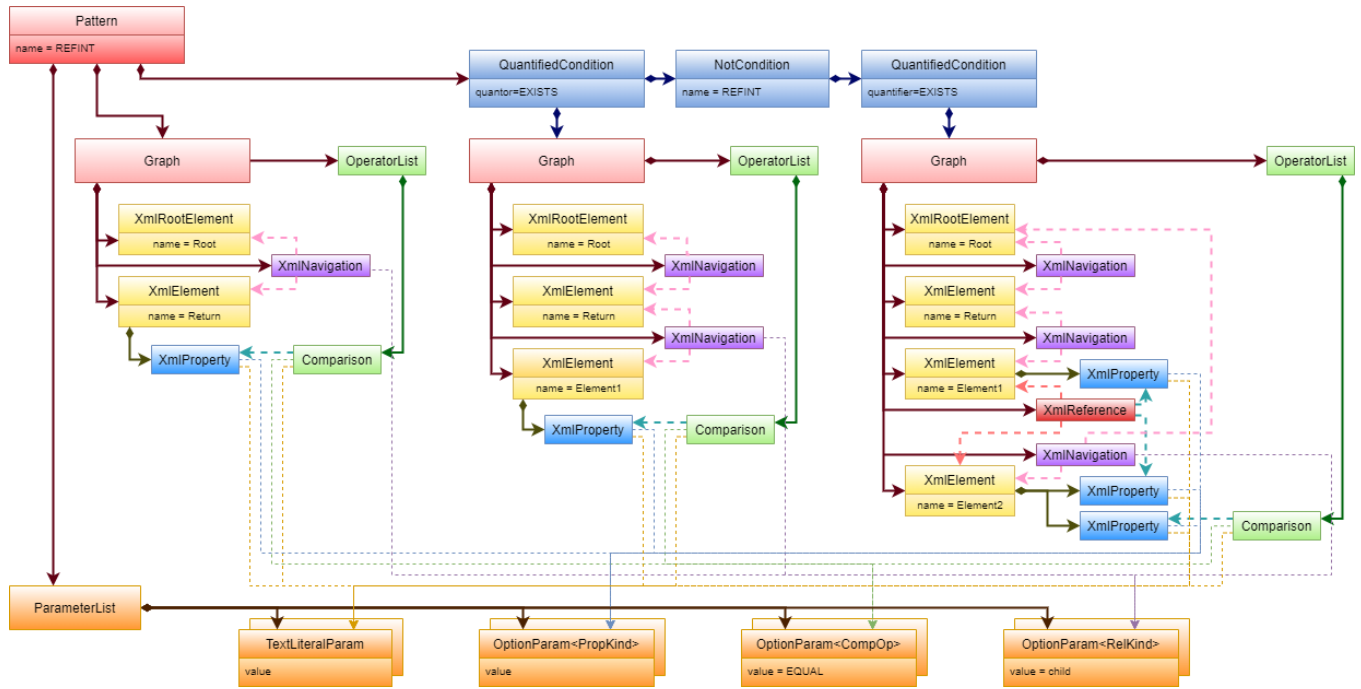 Pattern
name = REFINT
QuantifiedCondition
quantor=EXISTS
NotCondition
name = REFINT
QuantifiedCondition
quantifier=EXISTS
Graph
OperatorList
Graph
OperatorList
Graph
OperatorList
XmlRootElement
name = Root
XmlRootElement
name = Root
XmlRootElement
name = Root
XmlNavigation
XmlNavigation
XmlNavigation
XmlElement
name = Return
XmlElement
name = Return
XmlElement
name = Return
XmlNavigation
XmlNavigation
XmlProperty
Comparison
XmlElement
name = Element1
XmlElement
name = Element1
XmlProperty
XmlReference
XmlProperty
Comparison
XmlNavigation
XmlElement
name = Element2
XmlProperty
XmlProperty
Comparison
ParameterList
TextLiteralParam
value
OptionParam<PropKind>
value
OptionParam<CompOp>
value = EQUAL
OptionParam<RelKind>
value = child